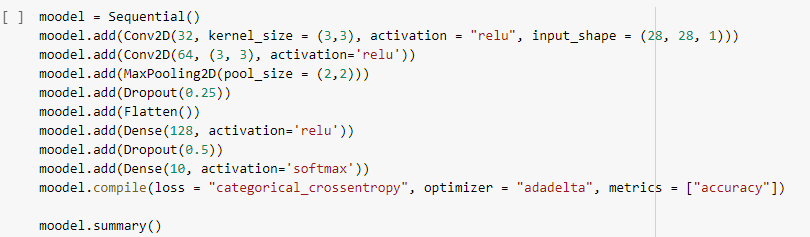 [ ] moodel = Sequential()
moodel.add(Conv2D(32, kernel_size = (3,3), activation = "relu", input_shape = (28, 28, 1)))
moodel.add(Conv2D(64, (3, 3), activation='relu'))
moodel.add(MaxPooling2D(pool_size = (2,2)))
moodel.add(Dropout(0.25))
moodel.add(Flatten())
moodel.add(Dense(128, activation='relu'))
moodel.add(Dropout(0.5))
moodel.add(Dense(10, activation='softmax'))
moodel.compile(loss = "categorical_crossentropy", optimizer = "adadelta", metrics = ["accuracy"])
moodel.summary()